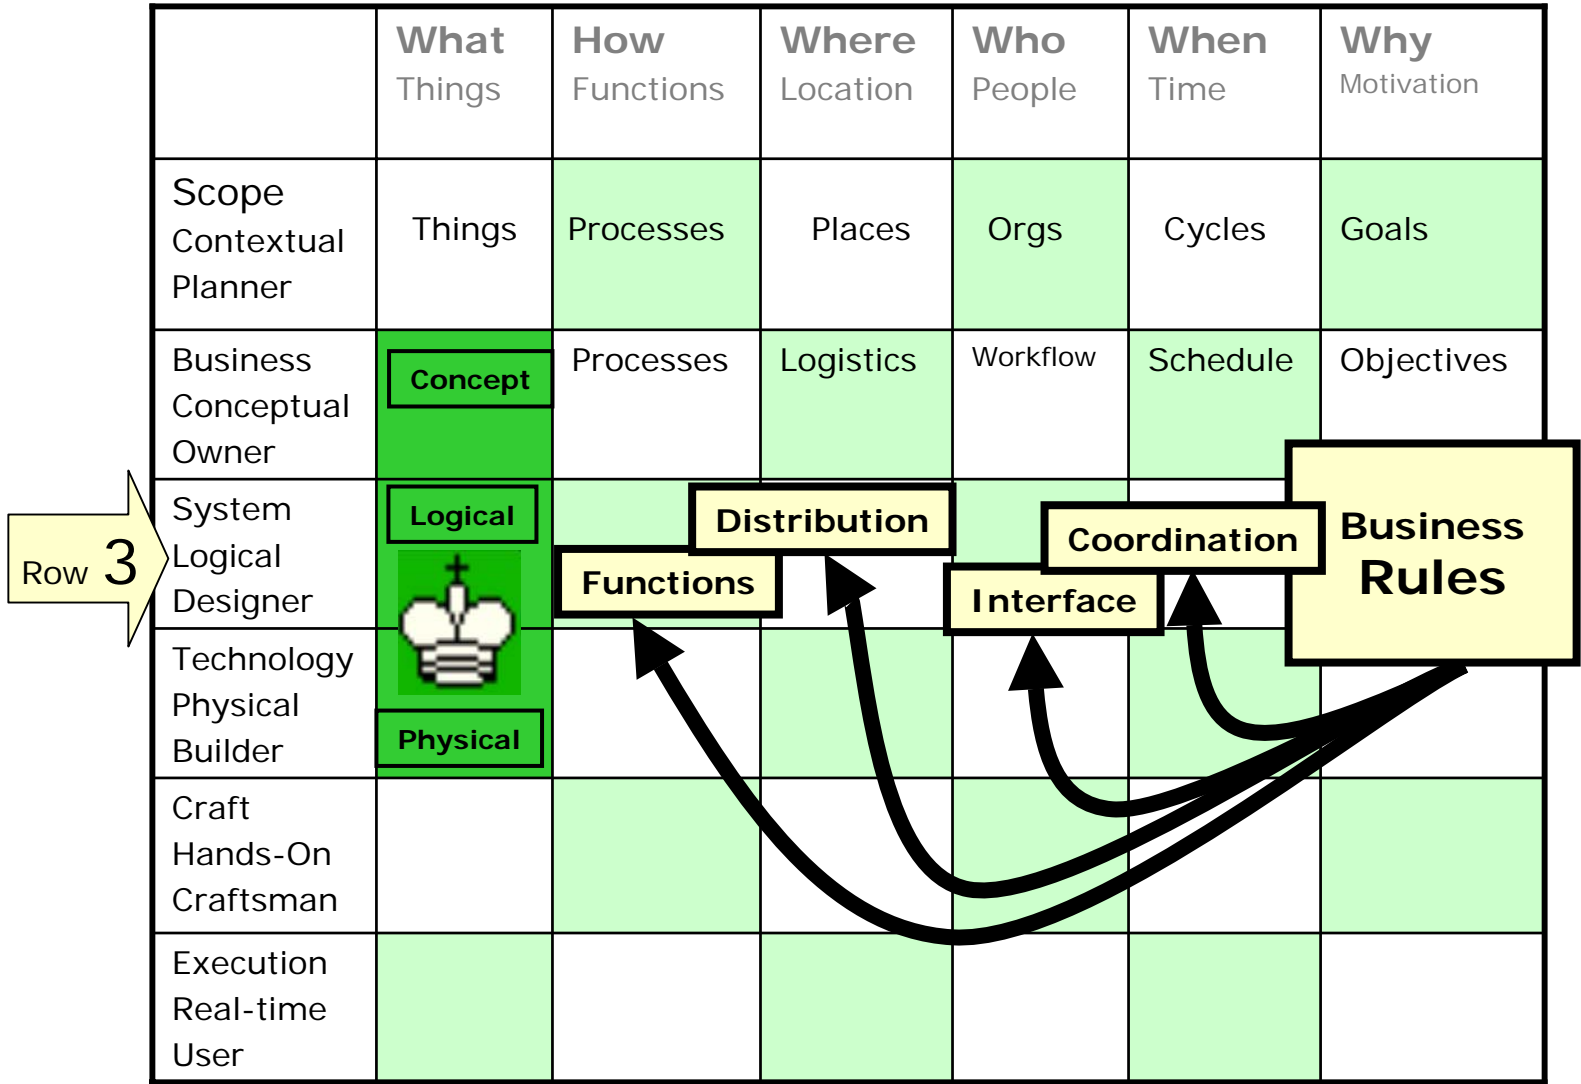 What
Things
How
Functions
Where
Location
Who
People
When
Time
Why
Motivation
Scope
Contextual
Planner
Things
Processes
Places
Orgs
Cycles
Goals
Business
Conceptual
Owner
Concept
Processes
Logistics
Workflow
Schedule
Objectives
Row 3
System
Logical
Designer
Logical
Functions
Distribution
Interface
Coordination
Business
Rules
Technology
Physical
Builder
Physical
Craft
Hands-On
Craftsman
Execution
Real-time
User